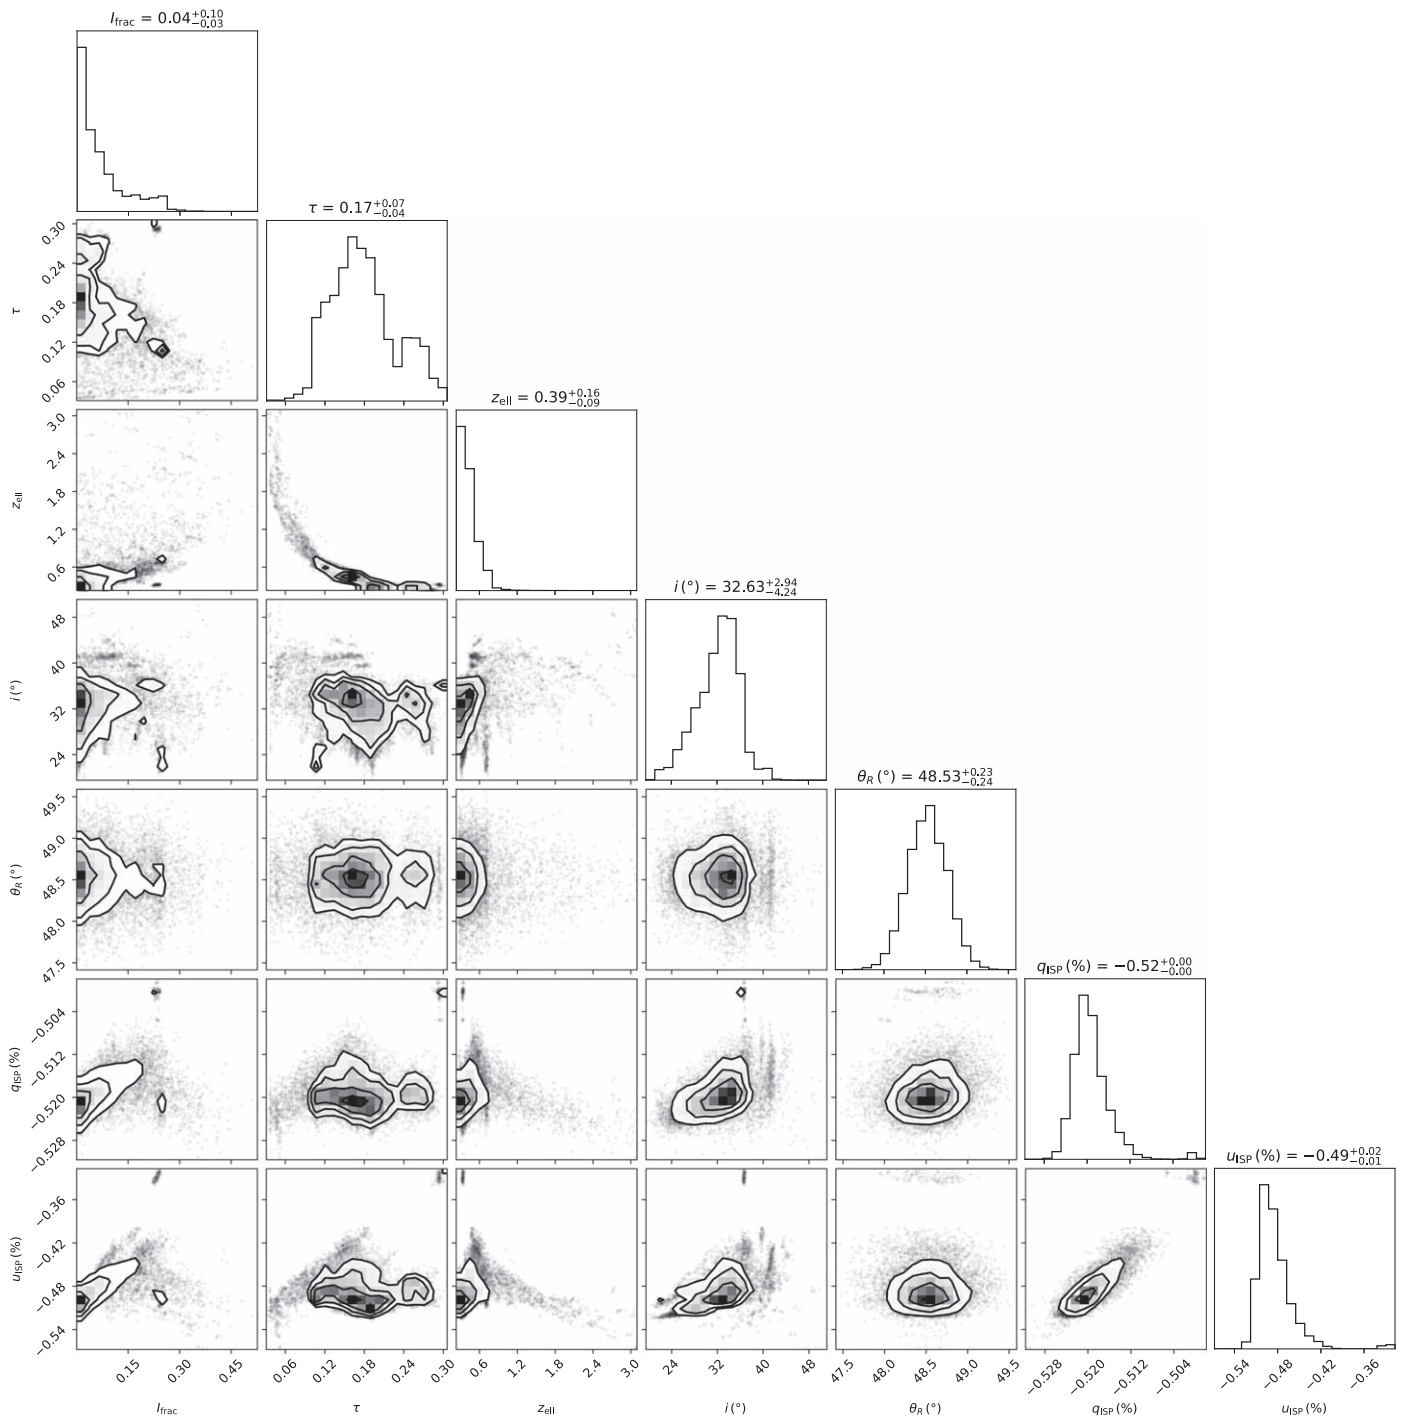 I_frac = 0.04^{+0.10}_{−0.03}
τ = 0.17^{+0.07}_{−0.04}
0.30
0.24
0.18
0.12
0.06
τ
z_ell = 0.39^{+0.16}_{−0.09}
3.0
2.4
1.8
1.2
0.6
z_ell
i (°) = 32.63^{+2.94}_{−4.24}
48
40
32
24
i (°)
θ_R (°) = 48.53^{+0.23}_{−0.24}
49.5
49.0
48.5
48.0
47.5
θ_R (°)
q_ISP (%) = −0.52^{+0.00}_{−0.00}
−0.504
−0.512
−0.520
−0.528
q_ISP (%)
u_ISP (%) = −0.49^{+0.02}_{−0.01}
−0.36
−0.42
−0.48
−0.54
u_ISP (%)
0.15 0.30 0.45 0.06 0.12 0.18 0.24 0.30 0.6 1.2 1.8 2.4 3.0 24 32 40 48 47.5 48.0 48.5 49.0 49.5 −0.528 −0.520 −0.512 −0.504 −0.54 −0.48 −0.42 −0.36
I_frac τ z_ell i (°) θ_R (°) q_ISP (%) u_ISP (%)